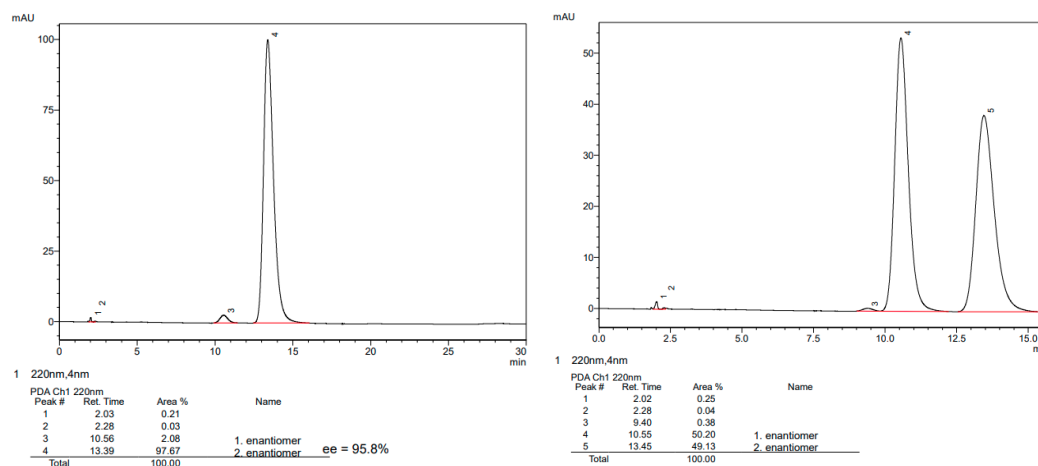 mAU
100
75
50
25
0
4
3
2
1
0 5 10 15 20 25 30
min
1 220nm,4nm
PDA Ch1 220nm
Peak # Ret. Time Area % Name
1 2.03 0.21
2 2.28 0.03
3 10.56 2.08 1. enantiomer
4 13.39 97.67 2. enantiomer
Total 100.00
ee = 95.8%
mAU
50
40
30
20
10
0
4
5
3
2
1
0.0 2.5 5.0 7.5 10.0 12.5 15.0
1 220nm,4nm
PDA Ch1 220nm
Peak # Ret. Time Area % Name
1 2.02 0.25
2 2.28 0.04
3 9.40 0.38
4 10.55 50.20 1. enantiomer
5 13.45 49.13 2. enantiomer
Total 100.00